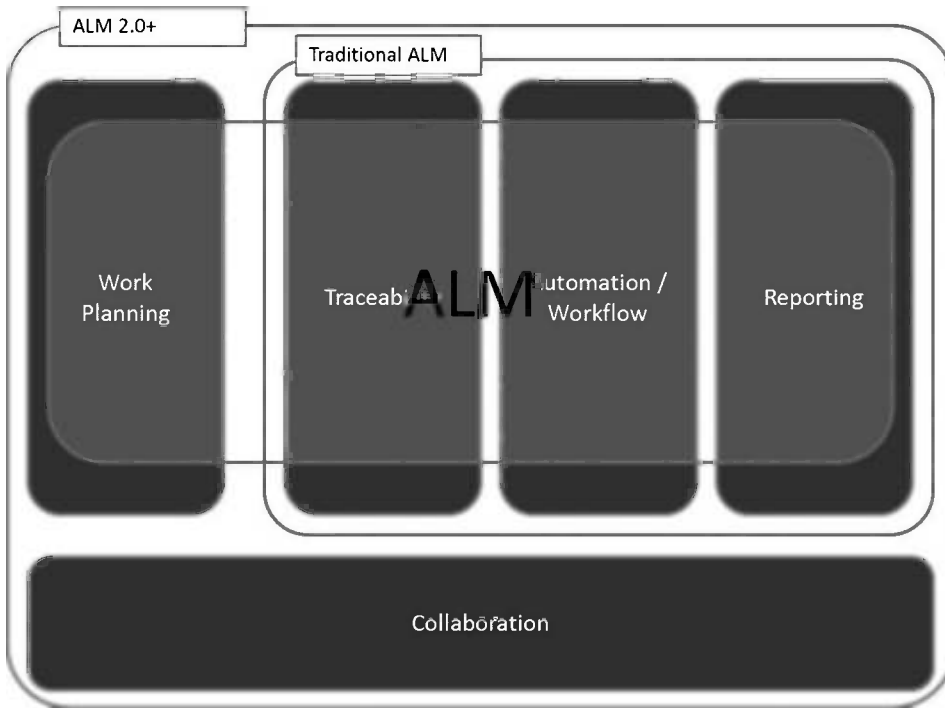 ALM 2.0+
Traditional ALM
Work
Planning
ALM
Workflow
Reporting
Collaboration